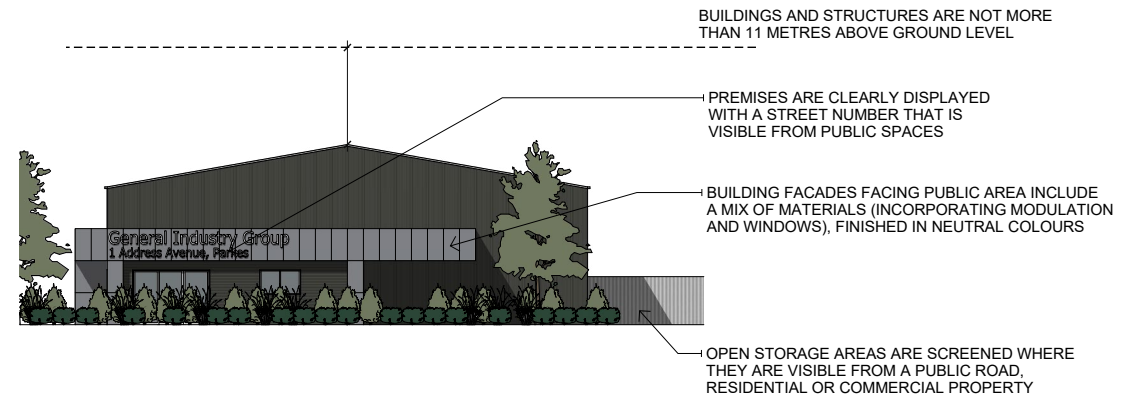 BUILDINGS AND STRUCTURES ARE NOT MORE
THAN 11 METRES ABOVE GROUND LEVEL
PREMISES ARE CLEARLY DISPLAYED
WITH A STREET NUMBER THAT IS
VISIBLE FROM PUBLIC SPACES
BUILDING FACADES FACING PUBLIC AREA INCLUDE
A MIX OF MATERIALS (INCORPORATING MODULATION
AND WINDOWS), FINISHED IN NEUTRAL COLOURS
General Industry Group
1 Address Avenue, Parkes
OPEN STORAGE AREAS ARE SCREENED WHERE
THEY ARE VISIBLE FROM A PUBLIC ROAD,
RESIDENTIAL OR COMMERCIAL PROPERTY